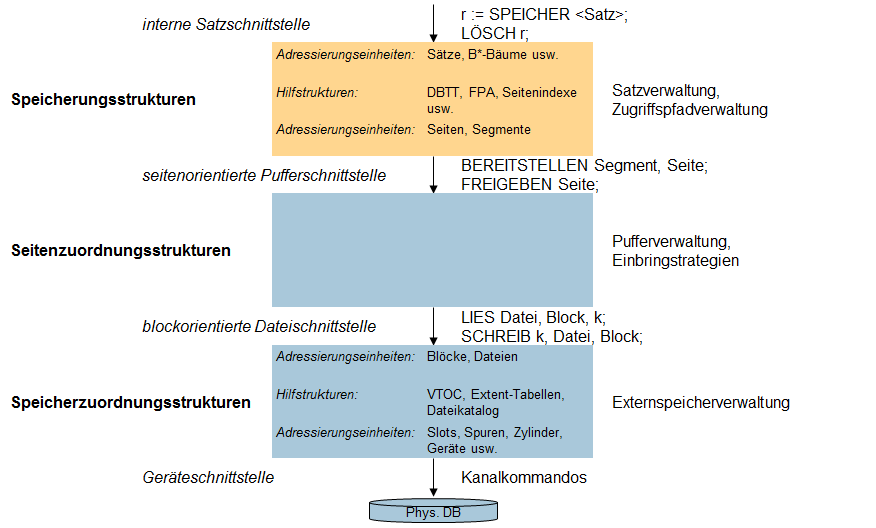 interne Satzschnittstelle
r := SPEICHER <Satz>;
LÖSCH r;
Adressierungseinheiten: Sätze, B*-Bäume usw.
Speicherungsstrukturen
Hilfstrukturen: DBTT, FPA, Seitenindexe
usw.
Adressierungseinheiten: Seiten, Segmente
Satzverwaltung,
Zugriffspfadverwaltung
seitenorientierte Pufferschnittstelle
BEREITSTELLEN Segment, Seite;
FREIGEBEN Seite;
Seitenzuordnungsstrukturen
Pufferverwaltung,
Einbringstrategien
blockorientierte Dateischnittstelle
LIES Datei, Block, k;
SCHREIB k, Datei, Block;
Adressierungseinheiten: Blöcke, Dateien
Speicherzuordnungsstrukturen
Hilfsstrukturen: VTOC, Extent-Tabellen,
Dateikatalog
Adressierungseinheiten: Slots, Spuren, Zylinder,
Geräte usw.
Externspeicherverwaltung
Geräteschnittstelle
Kanalkommandos
Phys. DB